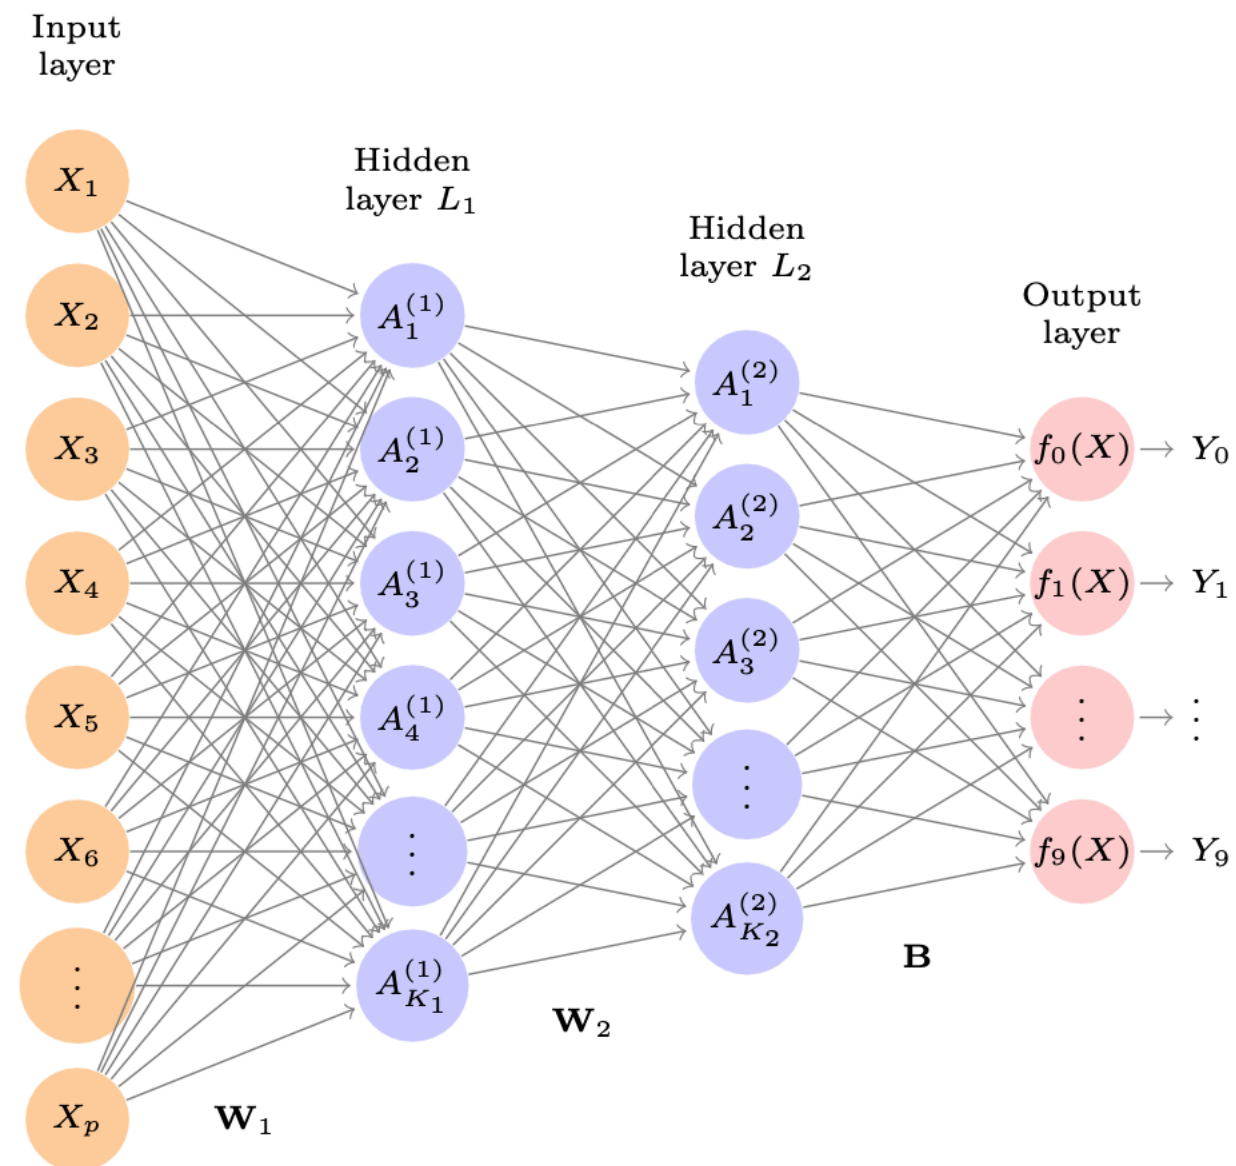 Input
layer
X₁
X₂
X₃
X₄
X₅
X₆
⋮
Xₚ
W₁
Hidden
layer L₁
A₁⁽¹⁾
A₂⁽¹⁾
A₃⁽¹⁾
A₄⁽¹⁾
⋮
A_{K₁}⁽¹⁾
W₂
Hidden
layer L₂
A₁⁽²⁾
A₂⁽²⁾
A₃⁽²⁾
⋮
A_{K₂}⁽²⁾
B
Output
layer
f₀(X) → Y₀
f₁(X) → Y₁
⋮ → ⋮
f₉(X) → Y₉